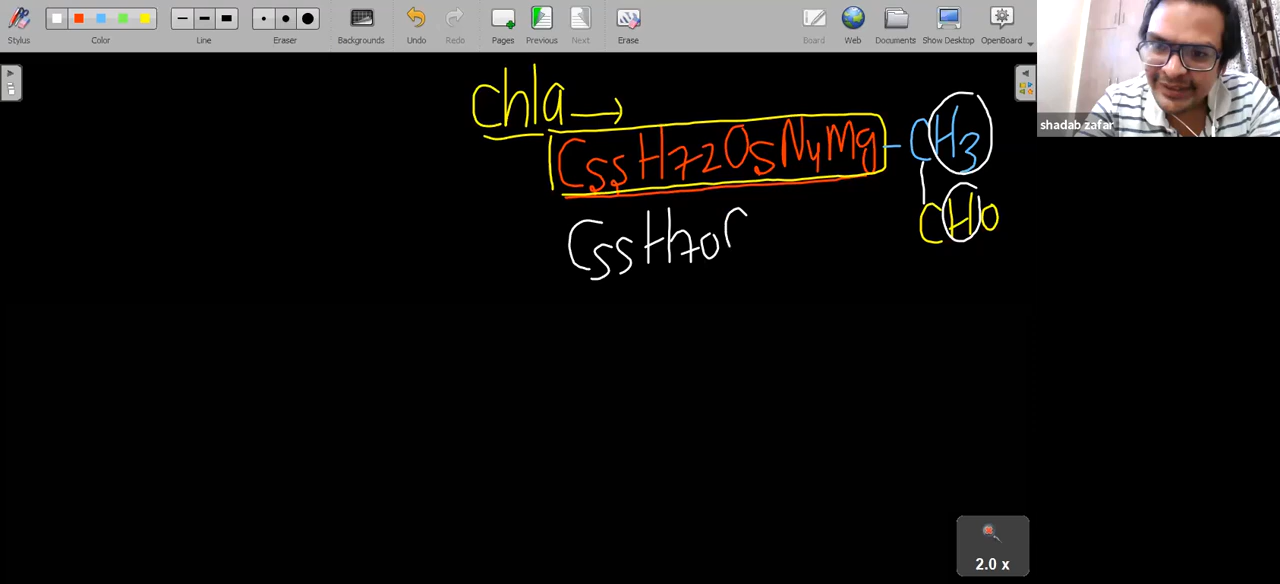 Stylus Color Line Eraser Backgrounds Undo Redo Pages Previous Next Erase Board Web Documents Show Desktop OpenBoard
shadab zafar
chla →
C55H72O5N4Mg - CH3
CHO
C55H70
2.0 x